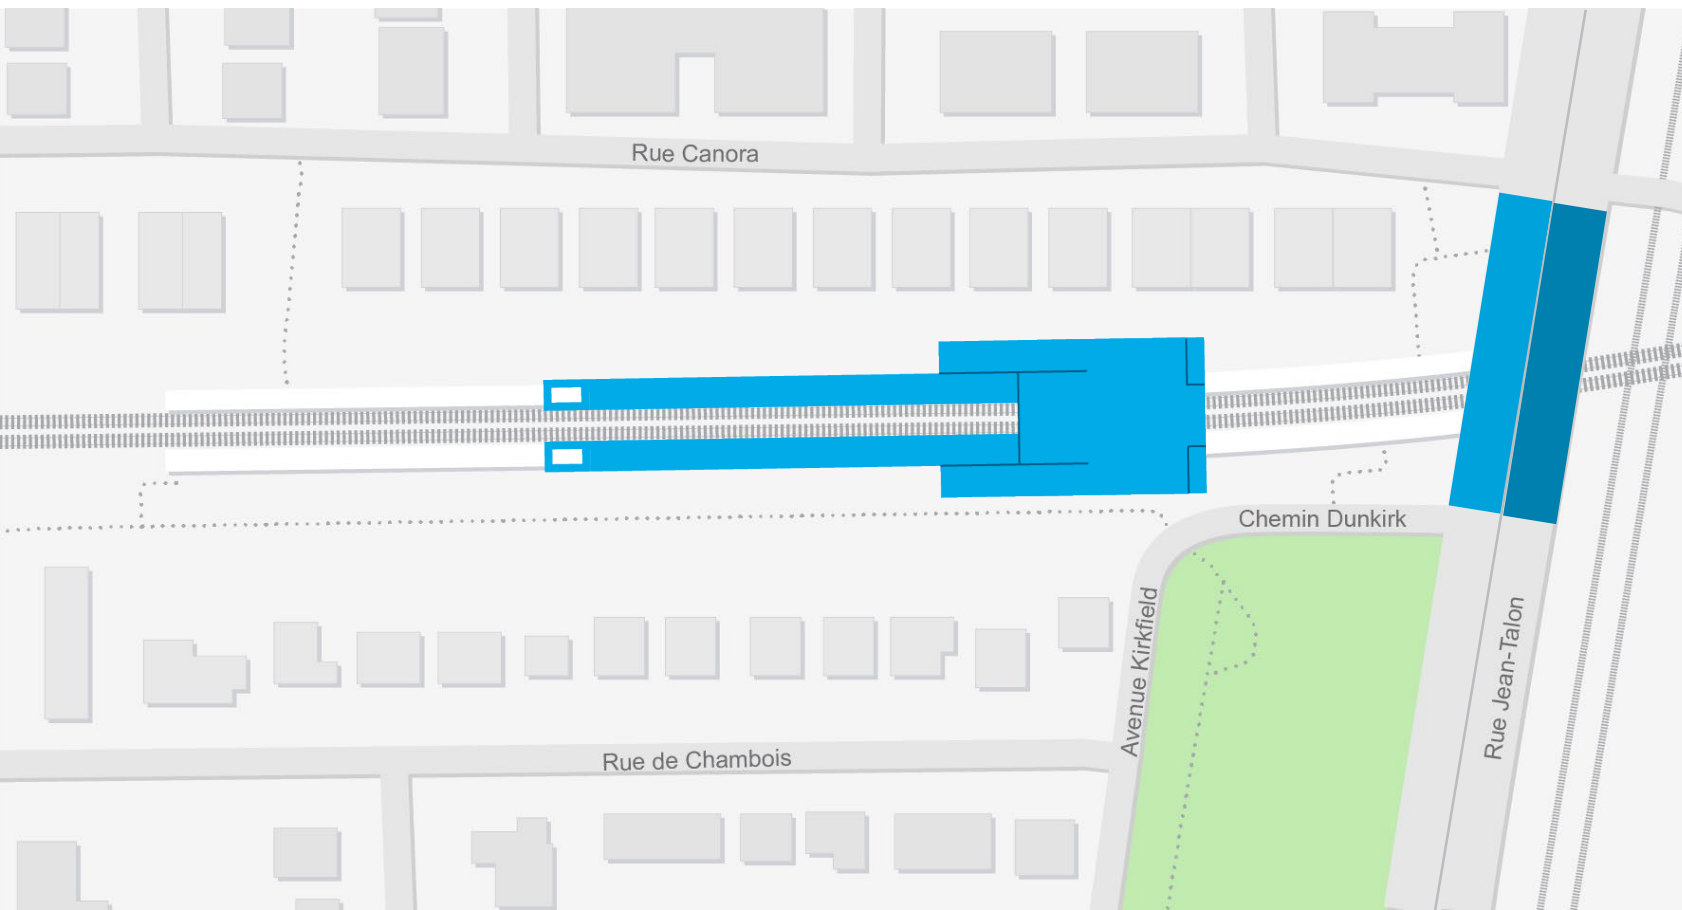 Rue Canora
Chemin Dunkirk
Avenue Kirkfield
Rue Jean-Talon
Rue de Chambois